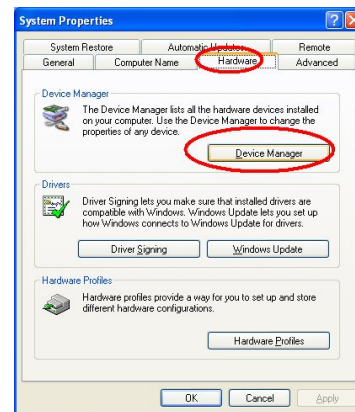 System Properties
System Restore Automatic Updates Remote
General Computer Name Hardware Advanced
Device Manager
The Device Manager lists all the hardware devices installed
on your computer. Use the Device Manager to change the
properties of any device.
Device Manager
Drivers
Driver Signing lets you make sure that installed drivers are
compatible with Windows. Windows Update lets you set up
how Windows connects to Windows Update for drivers.
Driver Signing Windows Update
Hardware Profiles
Hardware profiles provide a way for you to set up and store
different hardware configurations.
Hardware Profiles
OK Cancel Apply